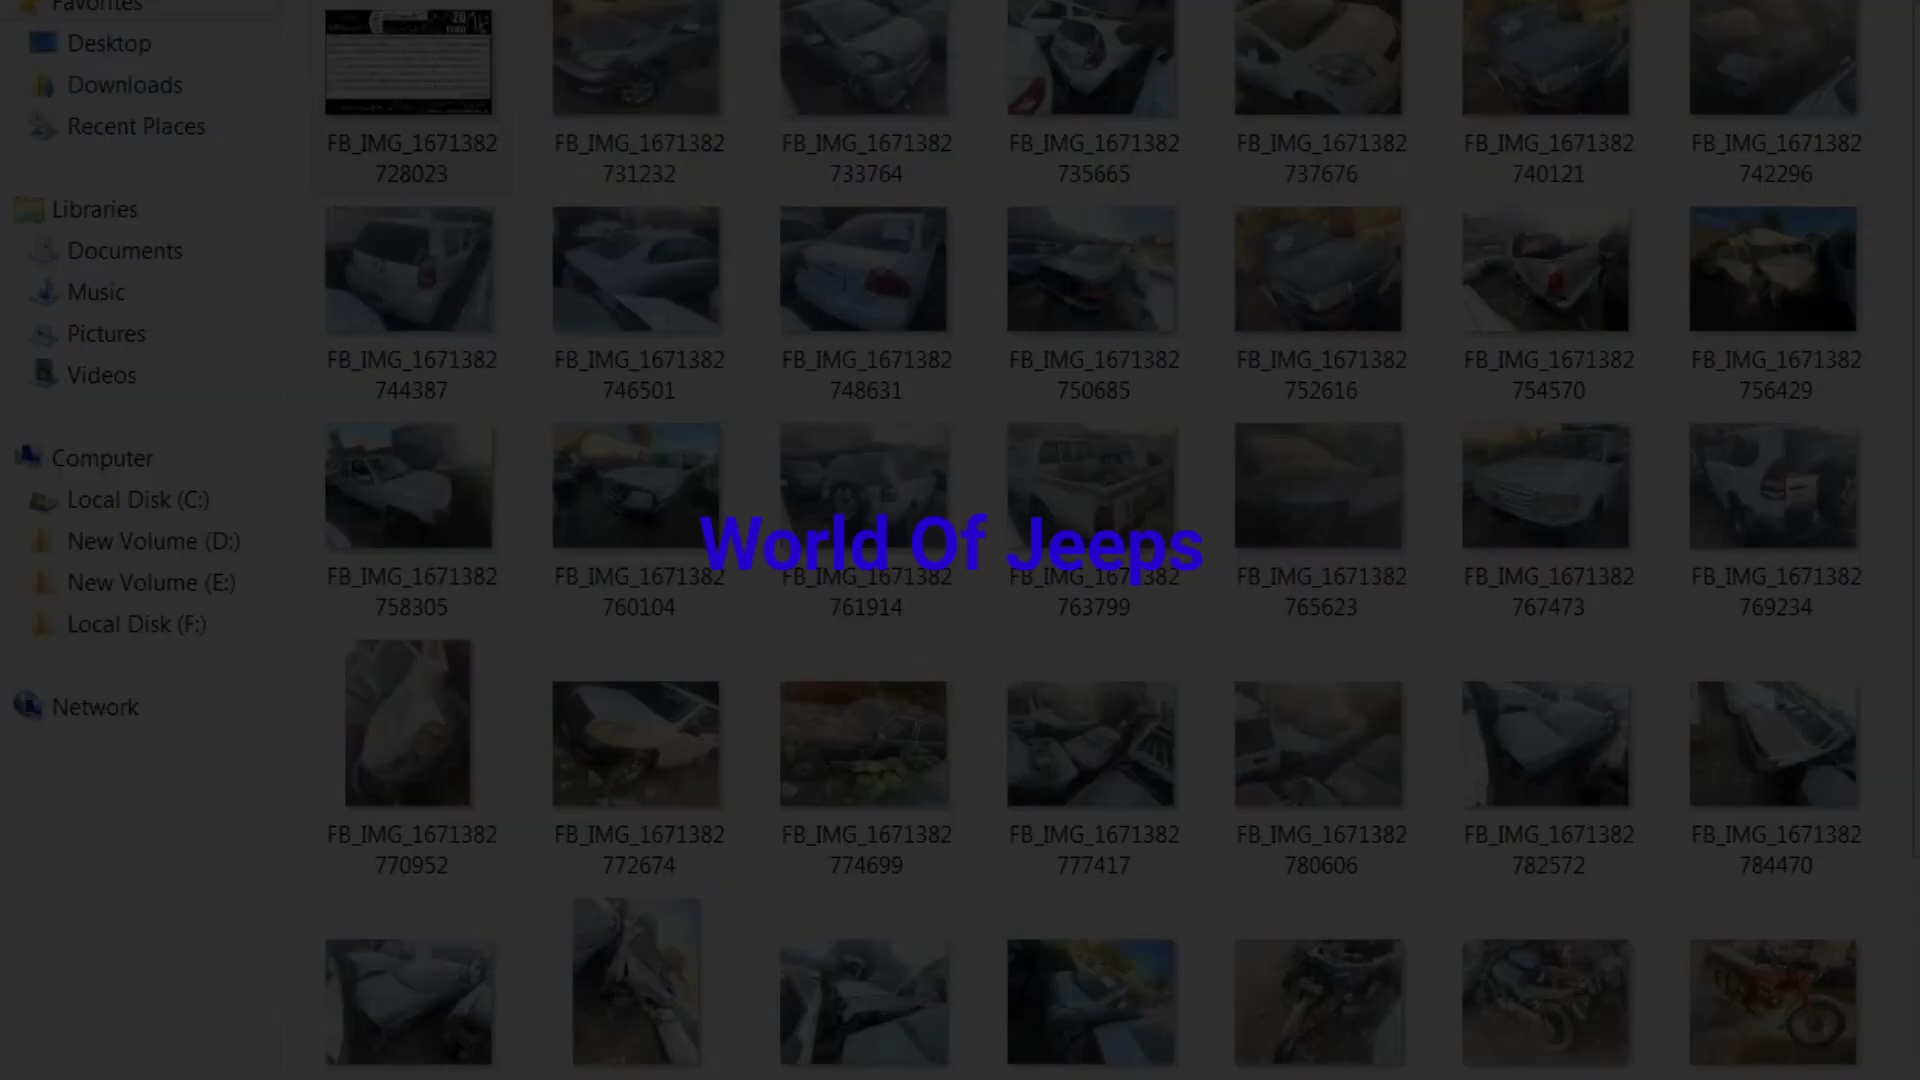 Favorites
Desktop
Downloads
Recent Places
Libraries
Documents
Music
Pictures
Videos
Computer
Local Disk (C:)
New Volume (D:)
New Volume (E:)
Local Disk (F:)
Network
FB_IMG_1671382
728023
FB_IMG_1671382
731232
FB_IMG_1671382
733764
FB_IMG_1671382
735665
FB_IMG_1671382
737676
FB_IMG_1671382
740121
FB_IMG_1671382
742296
FB_IMG_1671382
744387
FB_IMG_1671382
746501
FB_IMG_1671382
748631
FB_IMG_1671382
750685
FB_IMG_1671382
752616
FB_IMG_1671382
754570
FB_IMG_1671382
756429
World Of Jeeps
FB_IMG_1671382
758305
FB_IMG_1671382
760104
FB_IMG_1671382
761914
FB_IMG_1671382
763799
FB_IMG_1671382
765623
FB_IMG_1671382
767473
FB_IMG_1671382
769234
FB_IMG_1671382
770952
FB_IMG_1671382
772674
FB_IMG_1671382
774699
FB_IMG_1671382
777417
FB_IMG_1671382
780606
FB_IMG_1671382
782572
FB_IMG_1671382
784470